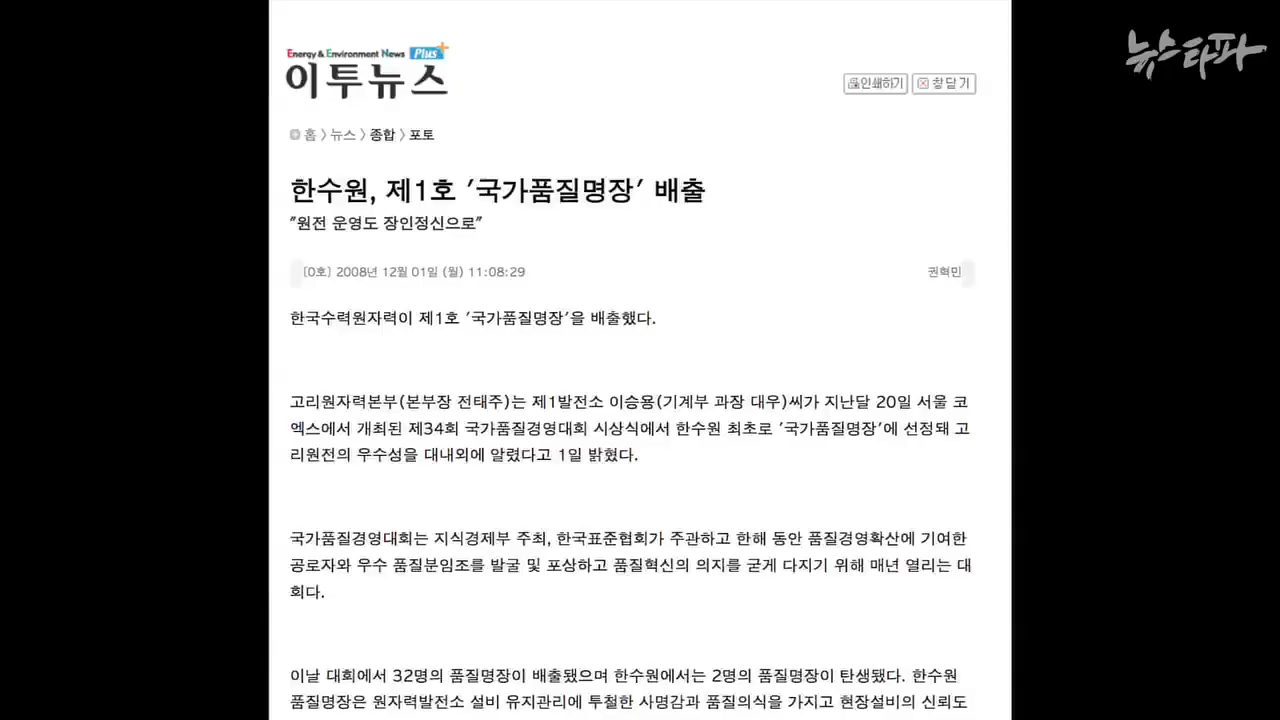 뉴스타파
Energy & Environment News Plus+
이투뉴스
인쇄하기 창닫기
홈 > 뉴스 > 종합 > 포토
한수원, 제1호 ′국가품질명장′ 배출
″원전 운영도 장인정신으로″
[0호] 2008년 12월 01일 (월) 11:08:29 권혁민
한국수력원자력이 제1호 ′국가품질명장′을 배출했다.
고리원자력본부(본부장 전태주)는 제1발전소 이승용(기계부 과장 대우)씨가 지난달 20일 서울 코
엑스에서 개최된 제34회 국가품질경영대회 시상식에서 한수원 최초로 ′국가품질명장′에 선정돼 고
리원전의 우수성을 대내외에 알렸다고 1일 밝혔다.
국가품질경영대회는 지식경제부 주최, 한국표준협회가 주관하고 한해 동안 품질경영확산에 기여한
공로자와 우수 품질분임조를 발굴 및 포상하고 품질혁신의 의지를 굳게 다지기 위해 매년 열리는 대
회다.
이날 대회에서 32명의 품질명장이 배출됐으며 한수원에서는 2명의 품질명장이 탄생됐다. 한수원
품질명장은 원자력발전소 설비 유지관리에 투철한 사명감과 품질의식을 가지고 현장설비의 신뢰도